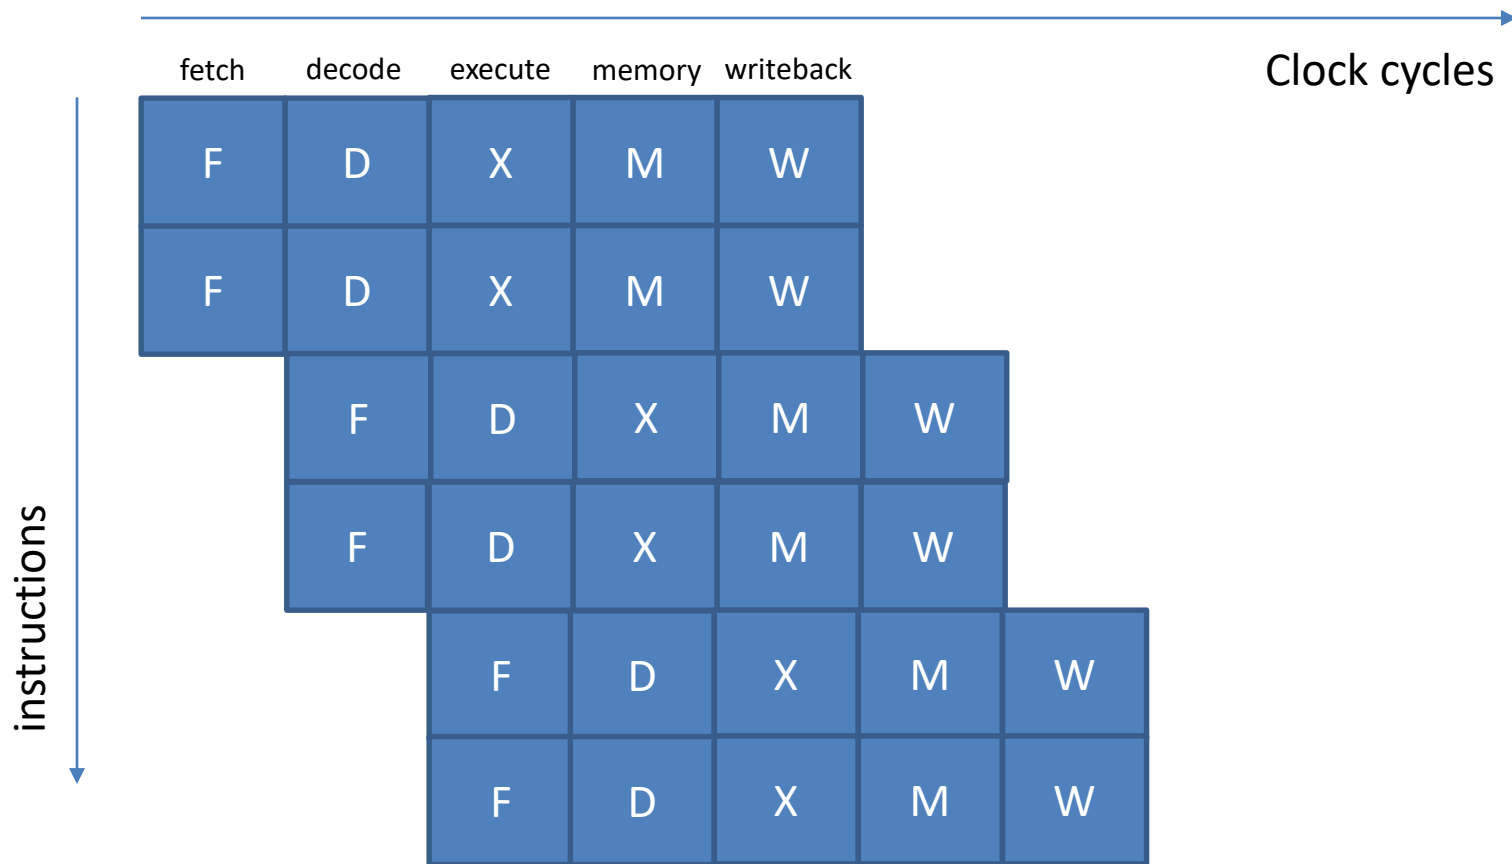 Clock cycles
fetch decode execute memory writeback
F D X M W
F D X M W
F D X M W
F D X M W
F D X M W
F D X M W
instructions